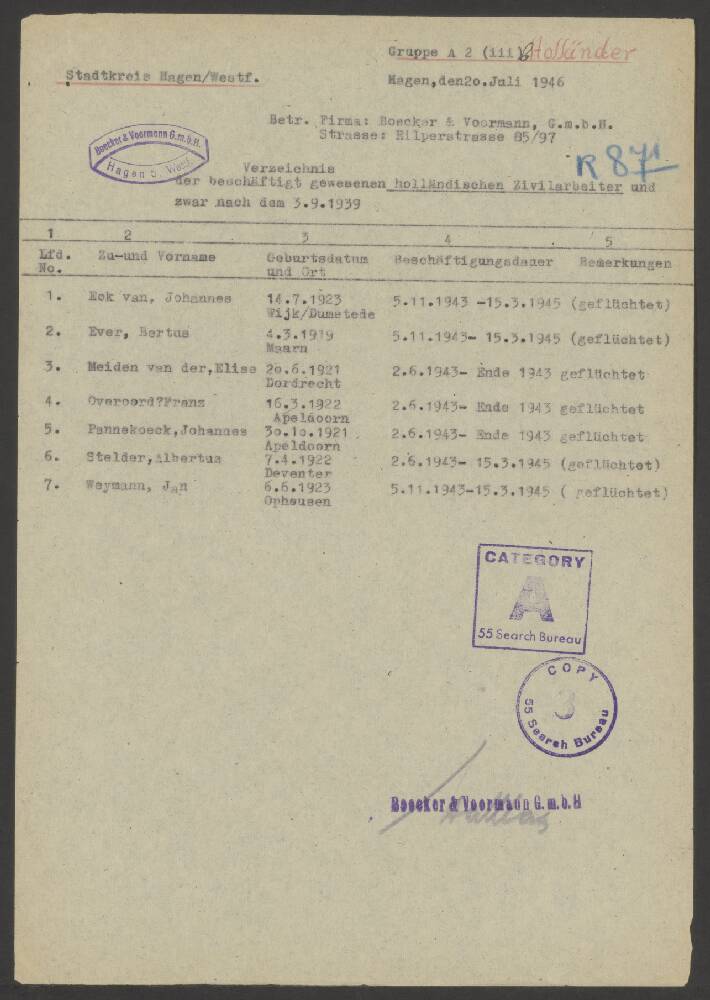 Gruppe A 2 (iii) Holländer
Stadtkreis Hagen/Westf.
Hagen,den2o.Juli 1946
Betr. Firma: Boecker & Voormann, G.m.b.H.
Strasse: Eilperstrasse 85/97
Boecker & Voormann G.m.b.H.
Hagen i. Westf.
R 871
Verzeichnis
der beschäftigt gewesenen holländischen Zivilarbeiter und
zwar nach dem 3.9.1939
1 2 3 4 5
Lfd. Zu-und Vorname Geburtsdatum Beschäftigungsdauer Bemerkungen
No. und Ort
1. Eck van, Johannes 14.7.1923 5.11.1943 -15.3.1945 (geflüchtet)
Wijk/Dumstede
2. Ever, Bertus 4.3.1919 5.11.1943- 15.3.1945 (geflüchtet)
Maarn
3. Meiden van der,Elise 2o.6.1921 2.6.1943- Ende 1943 geflüchtet
Dordrecht
4. Overoord?Franz 16.3.1922 2.6.1943- Ende 1943 geflüchtet
Apeldoorn
5. Pannekoeck,Johannes 3o.1o.1921 2.6.1943- Ende 1943 geflüchtet
Apeldoorn
6. Stelder,Albertus 7.4.1922 2.6.1943- 15.3.1945 (geflüchtet)
Deventer
7. Weymann, Jan 6.6.1923 5.11.1943-15.3.1945 ( geflüchtet)
Ophausen
CATEGORY
A
55 Search Bureau
COPY
3
55 Search Bureau
Boecker & Voormann G.m.b.H